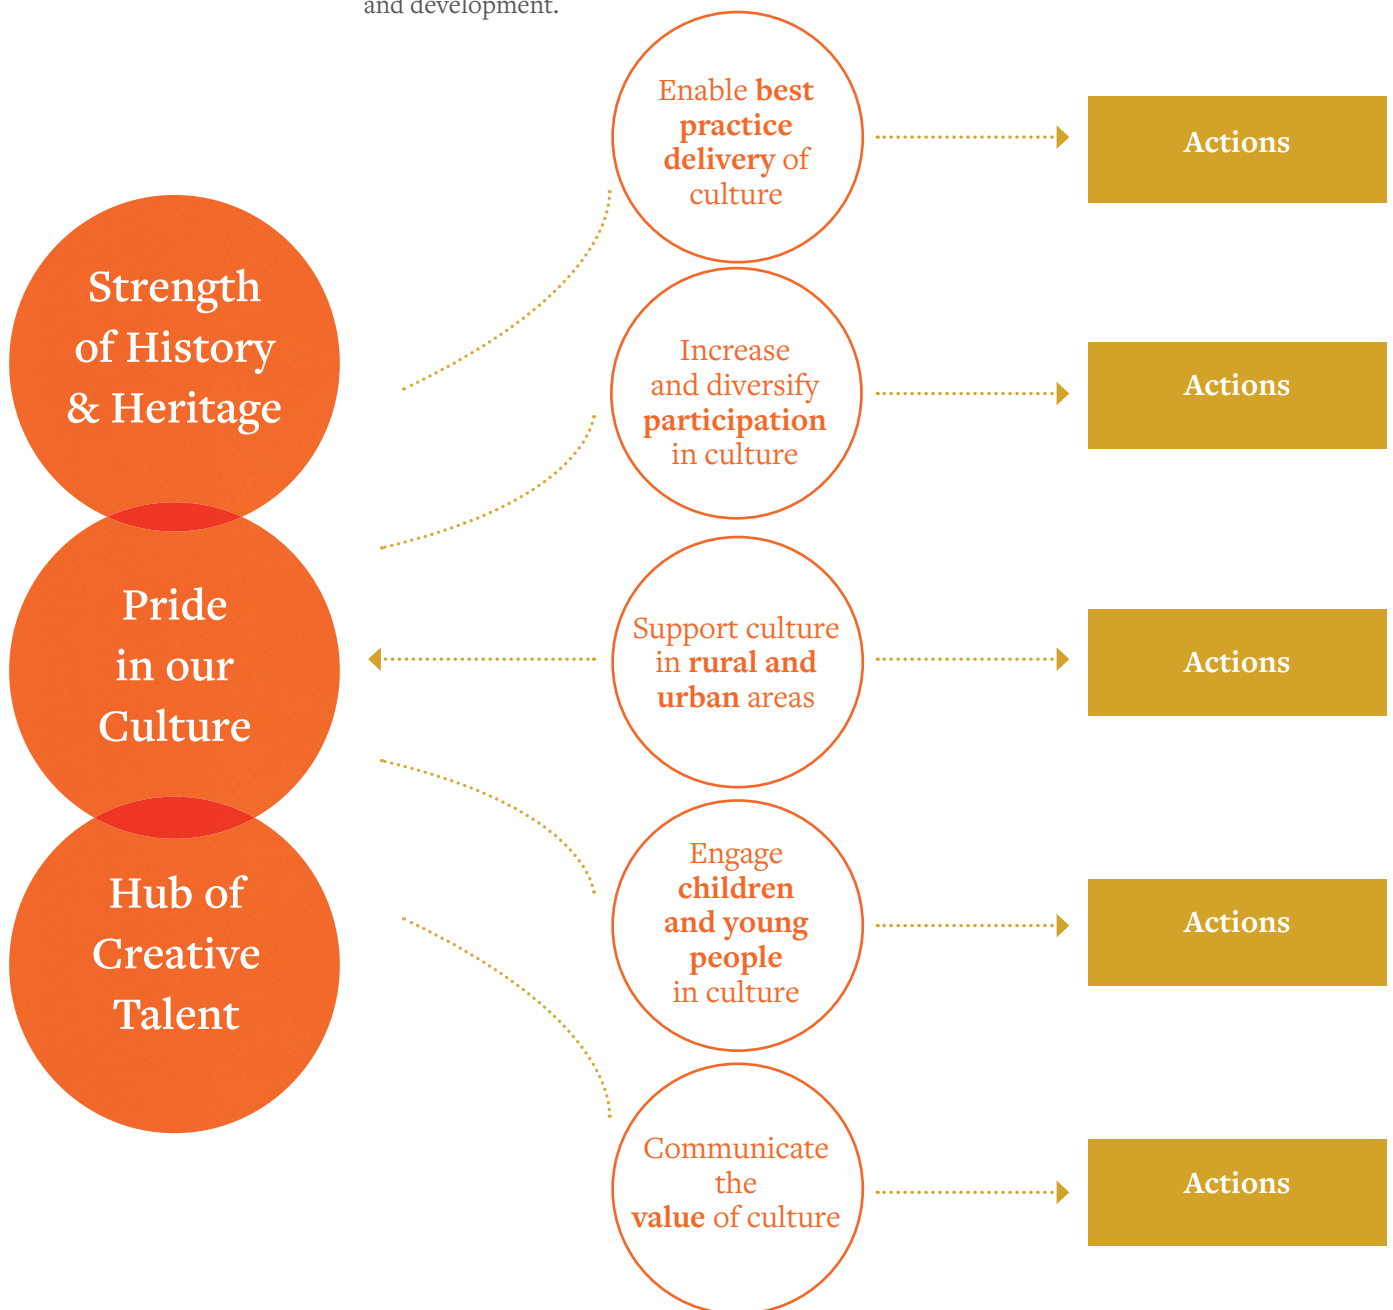 and development.
Strength
of History
& Heritage
Pride
in our
Culture
Hub of
Creative
Talent
Enable best
practice
delivery of
culture
Actions
Increase
and diversify
participation
in culture
Actions
Support culture
in rural and
urban areas
Actions
Engage
children
and young
people
in culture
Actions
Communicate
the
value of culture
Actions